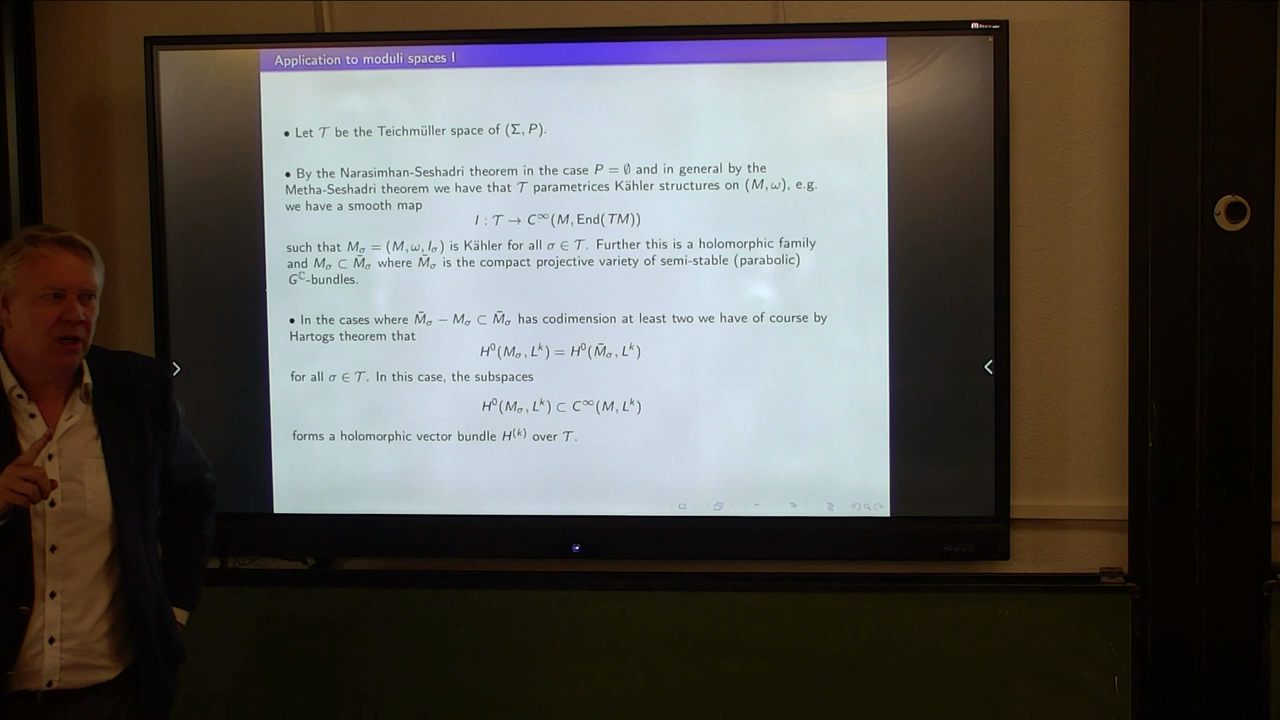 Application to moduli spaces I
• Let 𝒯 be the Teichmüller space of (Σ, P).
• By the Narasimhan-Seshadri theorem in the case P = ∅ and in general by the
Metha-Seshadri theorem we have that 𝒯 parametrices Kähler structures on (M, ω), e.g.
we have a smooth map
I : 𝒯 → C^∞(M, End(TM))
such that M_σ = (M, ω, I_σ) is Kähler for all σ ∈ 𝒯. Further this is a holomorphic family
and M_σ ⊂ M̄_σ where M̄_σ is the compact projective variety of semi-stable (parabolic)
G^ℂ-bundles.
• In the cases where M̄_σ − M_σ ⊂ M̄_σ has codimension at least two we have of course by
Hartogs theorem that
H⁰(M_σ, L^k) = H⁰(M̄_σ, L^k)
for all σ ∈ 𝒯. In this case, the subspaces
H⁰(M_σ, L^k) ⊂ C^∞(M, L^k)
forms a holomorphic vector bundle H^(k) over 𝒯.